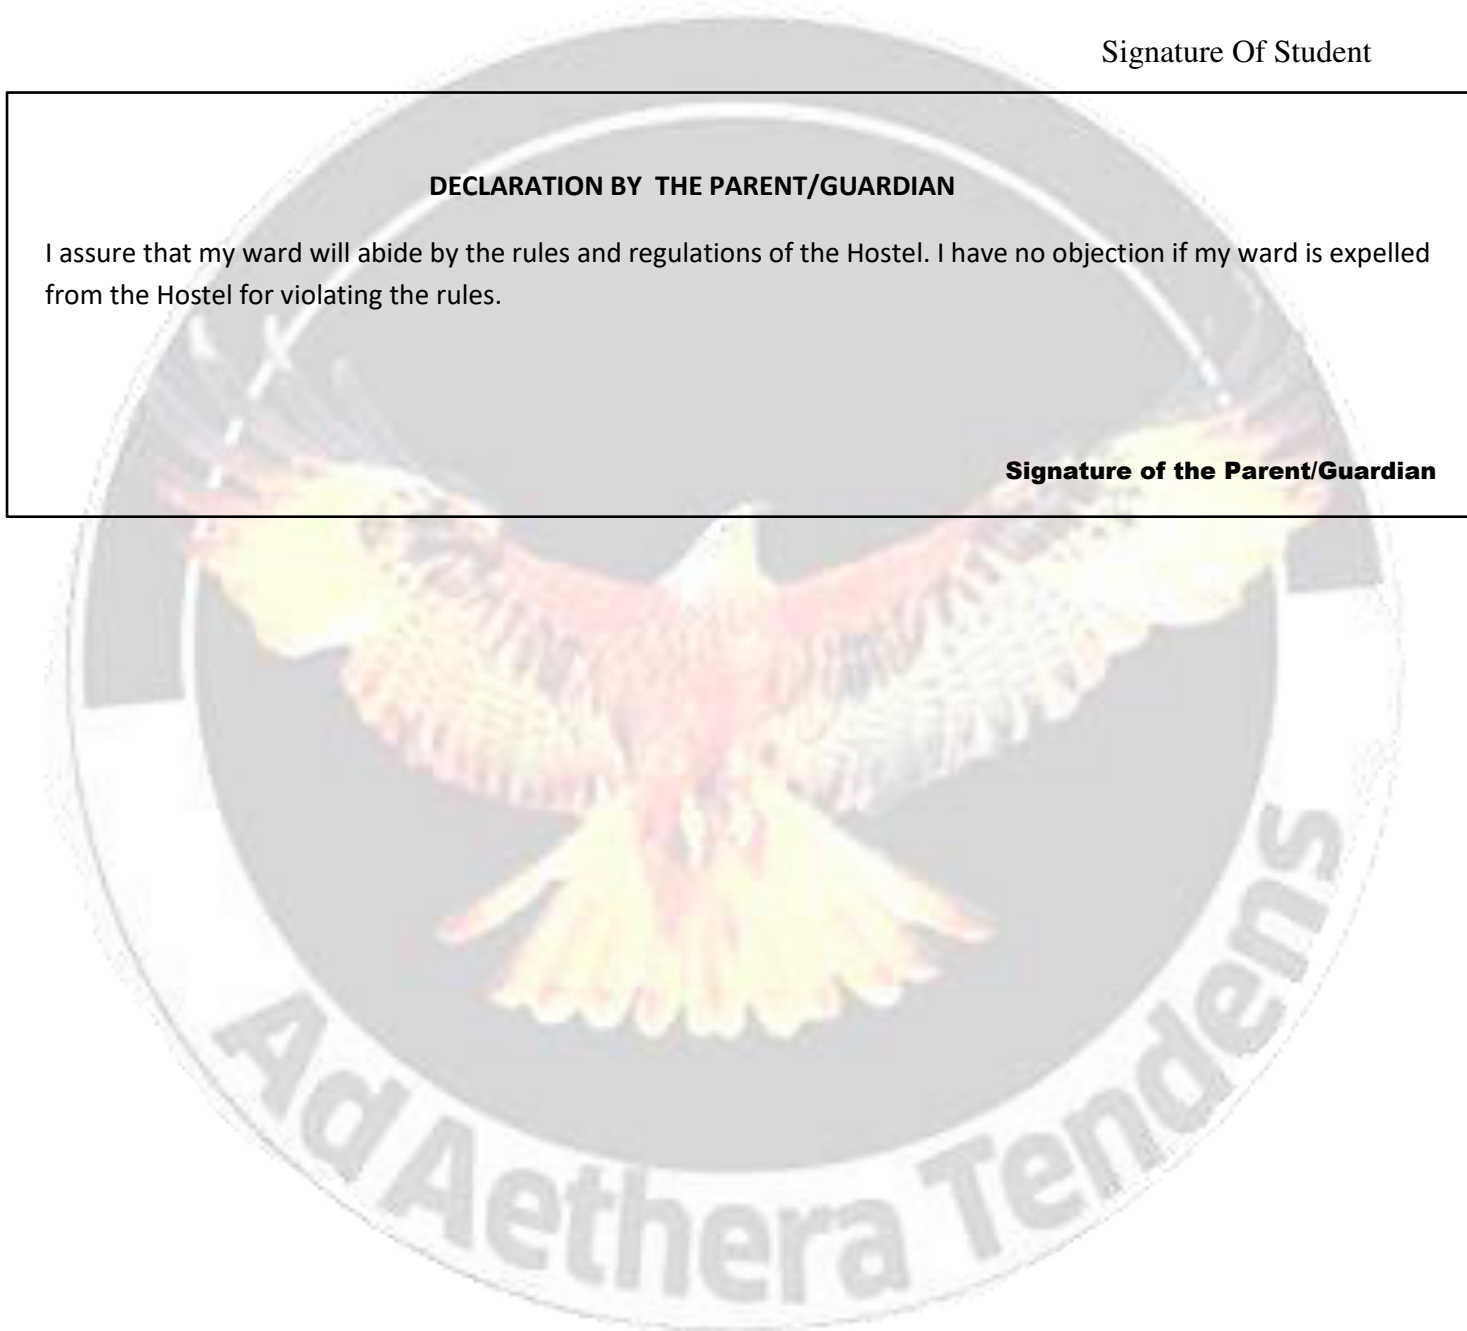 Signature Of Student
DECLARATION BY THE PARENT/GUARDIAN
I assure that my ward will abide by the rules and regulations of the Hostel. I have no objection if my ward is expelled
from the Hostel for violating the rules.
Signature of the Parent/Guardian
Ad Aethera Tendens